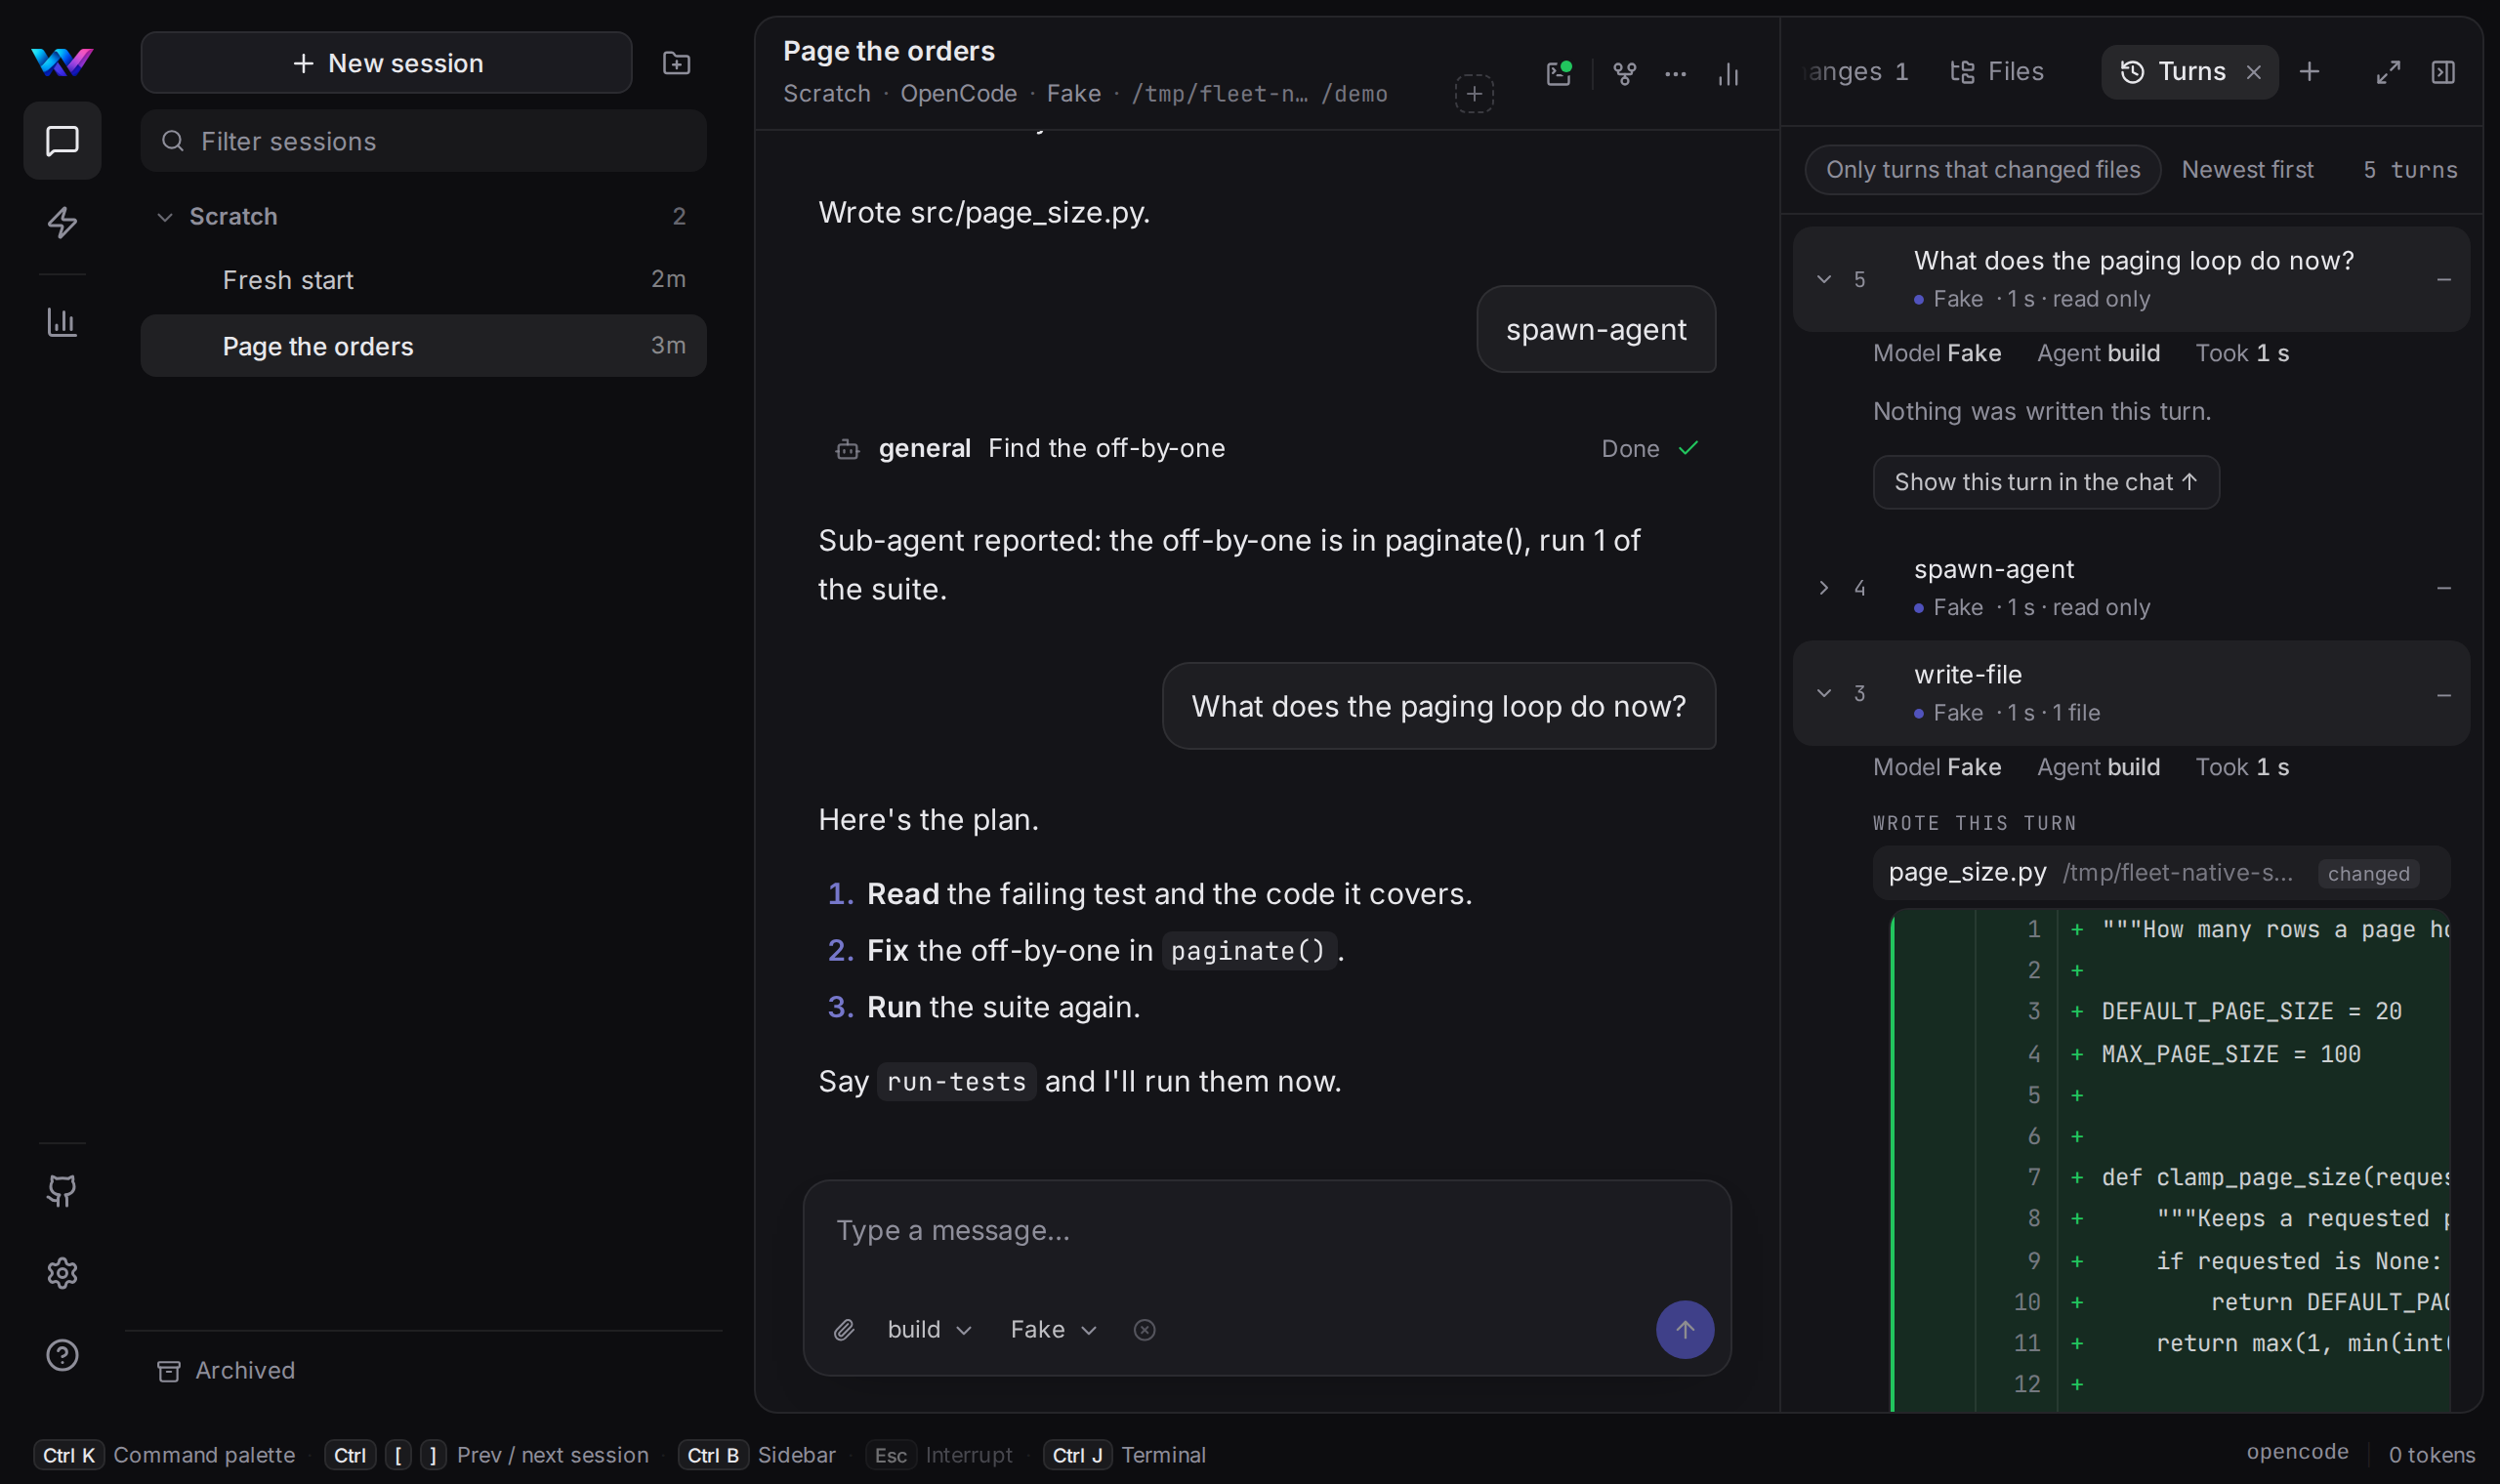 New session
Filter sessions
Scratch 2
Fresh start 2m
Page the orders 3m
Archived
Page the orders
Scratch · OpenCode · Fake · /tmp/fleet-n… /demo
Wrote src/page_size.py.
spawn-agent
general Find the off-by-one Done
Sub-agent reported: the off-by-one is in paginate(), run 1 of
the suite.
What does the paging loop do now?
Here's the plan.
1. Read the failing test and the code it covers.
2. Fix the off-by-one in paginate().
3. Run the suite again.
Say run-tests and I'll run them now.
Type a message...
build Fake
anges 1 Files Turns
Only turns that changed files Newest first 5 turns
5 What does the paging loop do now? –
Fake · 1 s · read only
Model Fake Agent build Took 1 s
Nothing was written this turn.
Show this turn in the chat ↑
4 spawn-agent –
Fake · 1 s · read only
3 write-file –
Fake · 1 s · 1 file
Model Fake Agent build Took 1 s
WROTE THIS TURN
page_size.py /tmp/fleet-native-s... changed
1 + """How many rows a page
2 +
3 + DEFAULT_PAGE_SIZE = 20
4 + MAX_PAGE_SIZE = 100
5 +
6 +
7 + def clamp_page_size(reques
8 + """Keeps a requested
9 + if requested is None:
10 + return DEFAULT_PAG
11 + return max(1, min(int(
12 +
Ctrl K Command palette · Ctrl [ ] Prev / next session · Ctrl B Sidebar · Esc Interrupt · Ctrl J Terminal
opencode 0 tokens